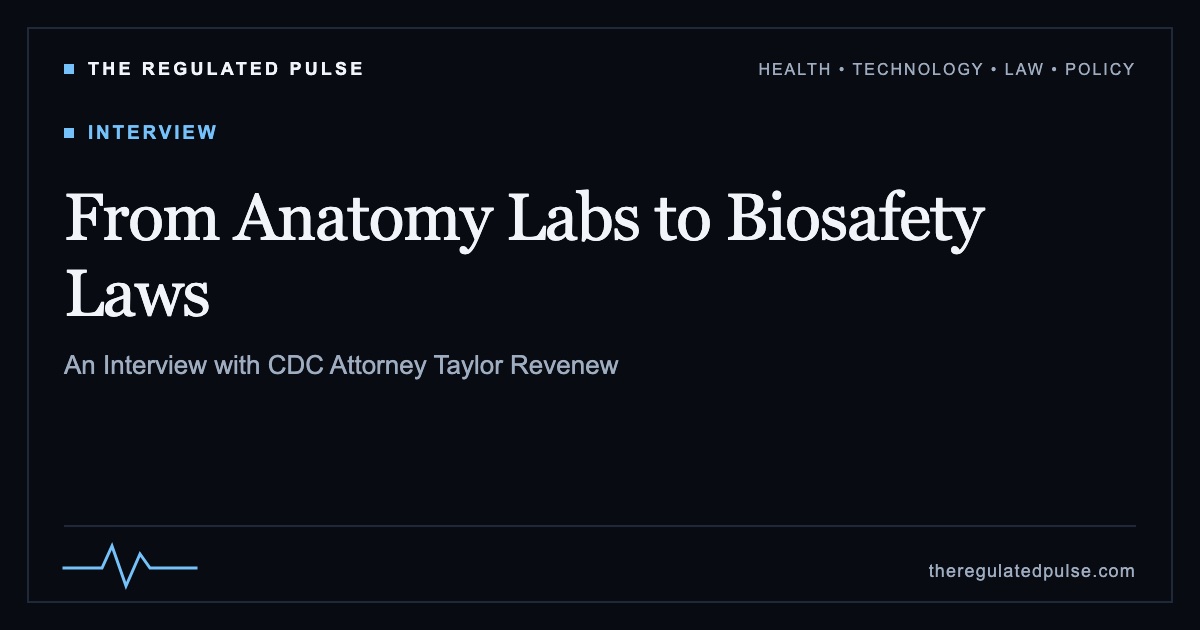 THE REGULATED PULSE
HEALTH • TECHNOLOGY • LAW • POLICY
INTERVIEW
From Anatomy Labs to Biosafety
Laws
An Interview with CDC Attorney Taylor Revenew
theregulatedpulse.com